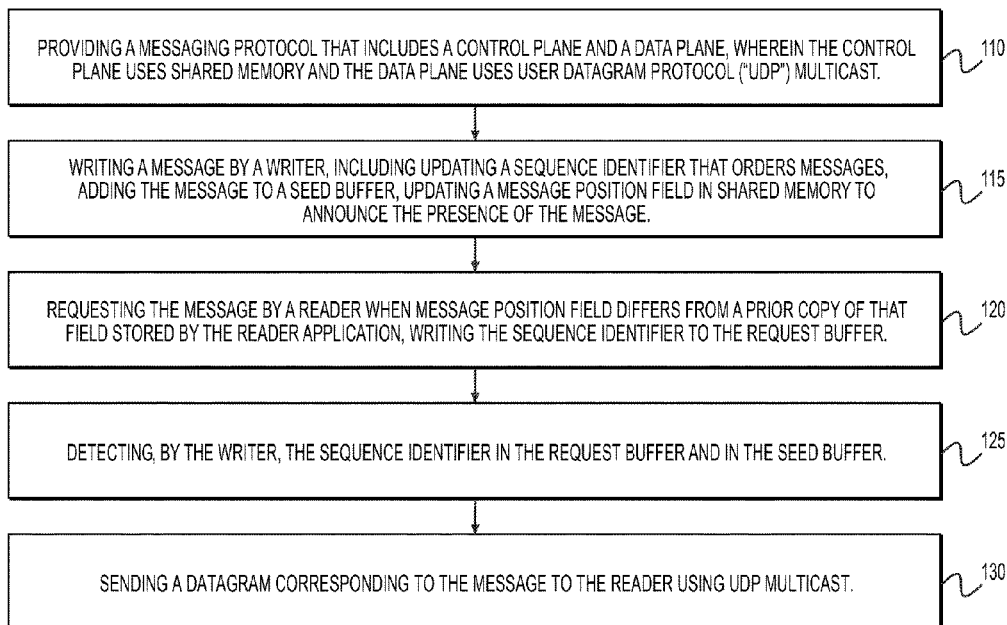 PROVIDING A MESSAGING PROTOCOL THAT INCLUDES A CONTROL PLANE AND A DATA PLANE, WHEREIN THE CONTROL
PLANE USES SHARED MEMORY AND THE DATA PLANE USES USER DATAGRAM PROTOCOL ("UDP") MULTICAST.
110
WRITING A MESSAGE BY A WRITER, INCLUDING UPDATING A SEQUENCE IDENTIFIER THAT ORDERS MESSAGES,
ADDING THE MESSAGE TO A SEED BUFFER, UPDATING A MESSAGE POSITION FIELD IN SHARED MEMORY TO
ANNOUNCE THE PRESENCE OF THE MESSAGE.
115
REQUESTING THE MESSAGE BY A READER WHEN MESSAGE POSITION FIELD DIFFERS FROM A PRIOR COPY OF THAT
FIELD STORED BY THE READER APPLICATION, WRITING THE SEQUENCE IDENTIFIER TO THE REQUEST BUFFER.
120
DETECTING, BY THE WRITER, THE SEQUENCE IDENTIFIER IN THE REQUEST BUFFER AND IN THE SEED BUFFER.
125
SENDING A DATAGRAM CORRESPONDING TO THE MESSAGE TO THE READER USING UDP MULTICAST.
130